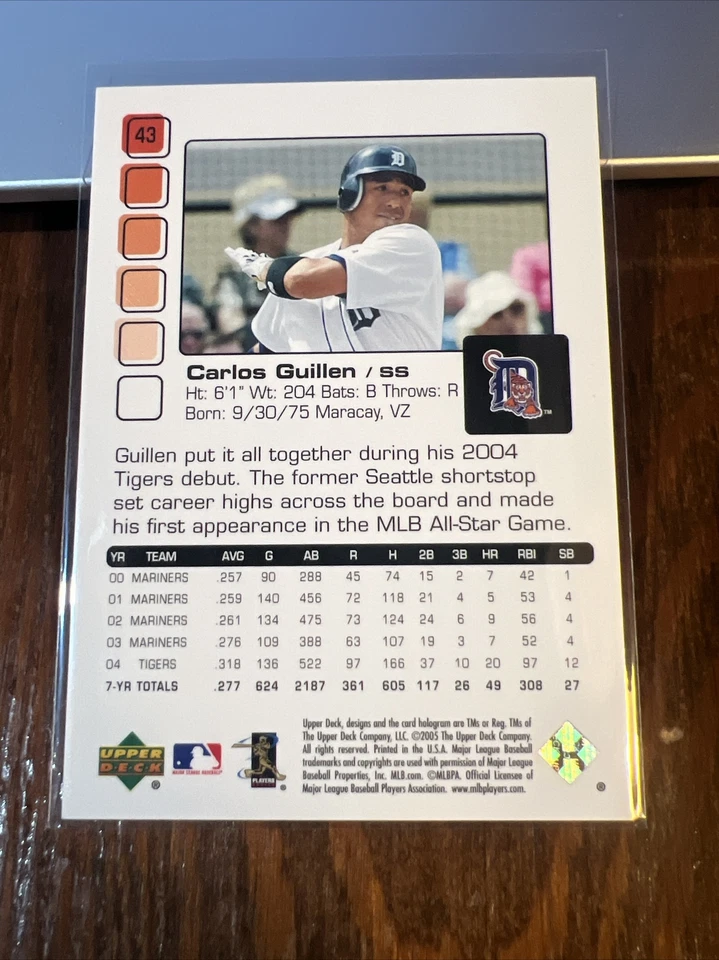 43
D
D
Carlos Guillen / SS
Ht: 6'1" Wt: 204 Bats: B Throws: R
Born: 9/30/75 Maracay, VZ
D
TM
Guillen put it all together during his 2004
Tigers debut. The former Seattle shortstop
set career highs across the board and made
his first appearance in the MLB All-Star Game.
YR TEAM AVG G AB R H 2B 3B HR RBI SB
00 MARINERS .257 90 288 45 74 15 2 7 42 1
01 MARINERS .259 140 456 72 118 21 4 5 53 4
02 MARINERS .261 134 475 73 124 24 6 9 56 4
03 MARINERS .276 109 388 63 107 19 3 7 52 4
04 TIGERS .318 136 522 97 166 37 10 20 97 12
7-YR TOTALS .277 624 2187 361 605 117 26 49 308 27
UPPER
DECK
®
MAJOR LEAGUE BASEBALL
PLAYERS
®
Upper Deck, designs and the card hologram are TMs or Reg. TMs of
The Upper Deck Company, LLC. ©2005 The Upper Deck Company.
All rights reserved. Printed in the U.S.A. Major League Baseball
trademarks and copyrights are used with permission of Major League
Baseball Properties, Inc. MLB.com. ©MLBPA. Official Licensee of
Major League Baseball Players Association. www.mlbplayers.com.
®